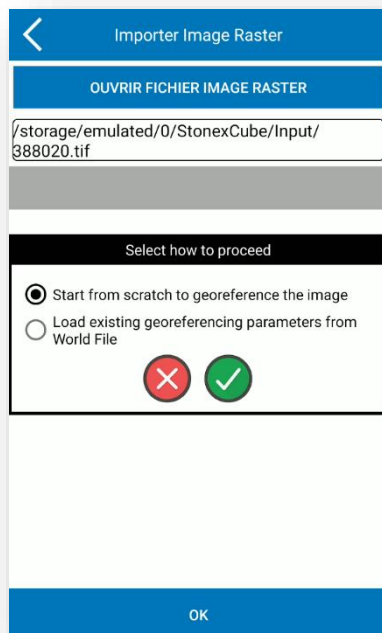 Importer Image Raster
OUVRIR FICHIER IMAGE RASTER
/storage/emulated/0/StonexCube/Input/
388020.tif
Select how to proceed
Start from scratch to georeference the image
Load existing georeferencing parameters from
World File
OK